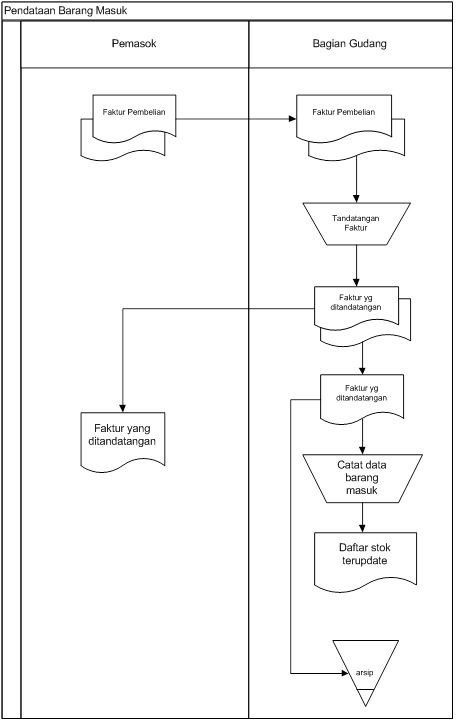 Pendataan Barang Masuk
Pemasok
Bagian Gudang
Faktur Pembelian
Faktur Pembelian
Tandatangan
Faktur
Faktur yg
ditandatangan
Faktur yg
ditandatangan
Faktur yang
ditandatangan
Catat data
barang
masuk
Daftar stok
terupdate
arsip